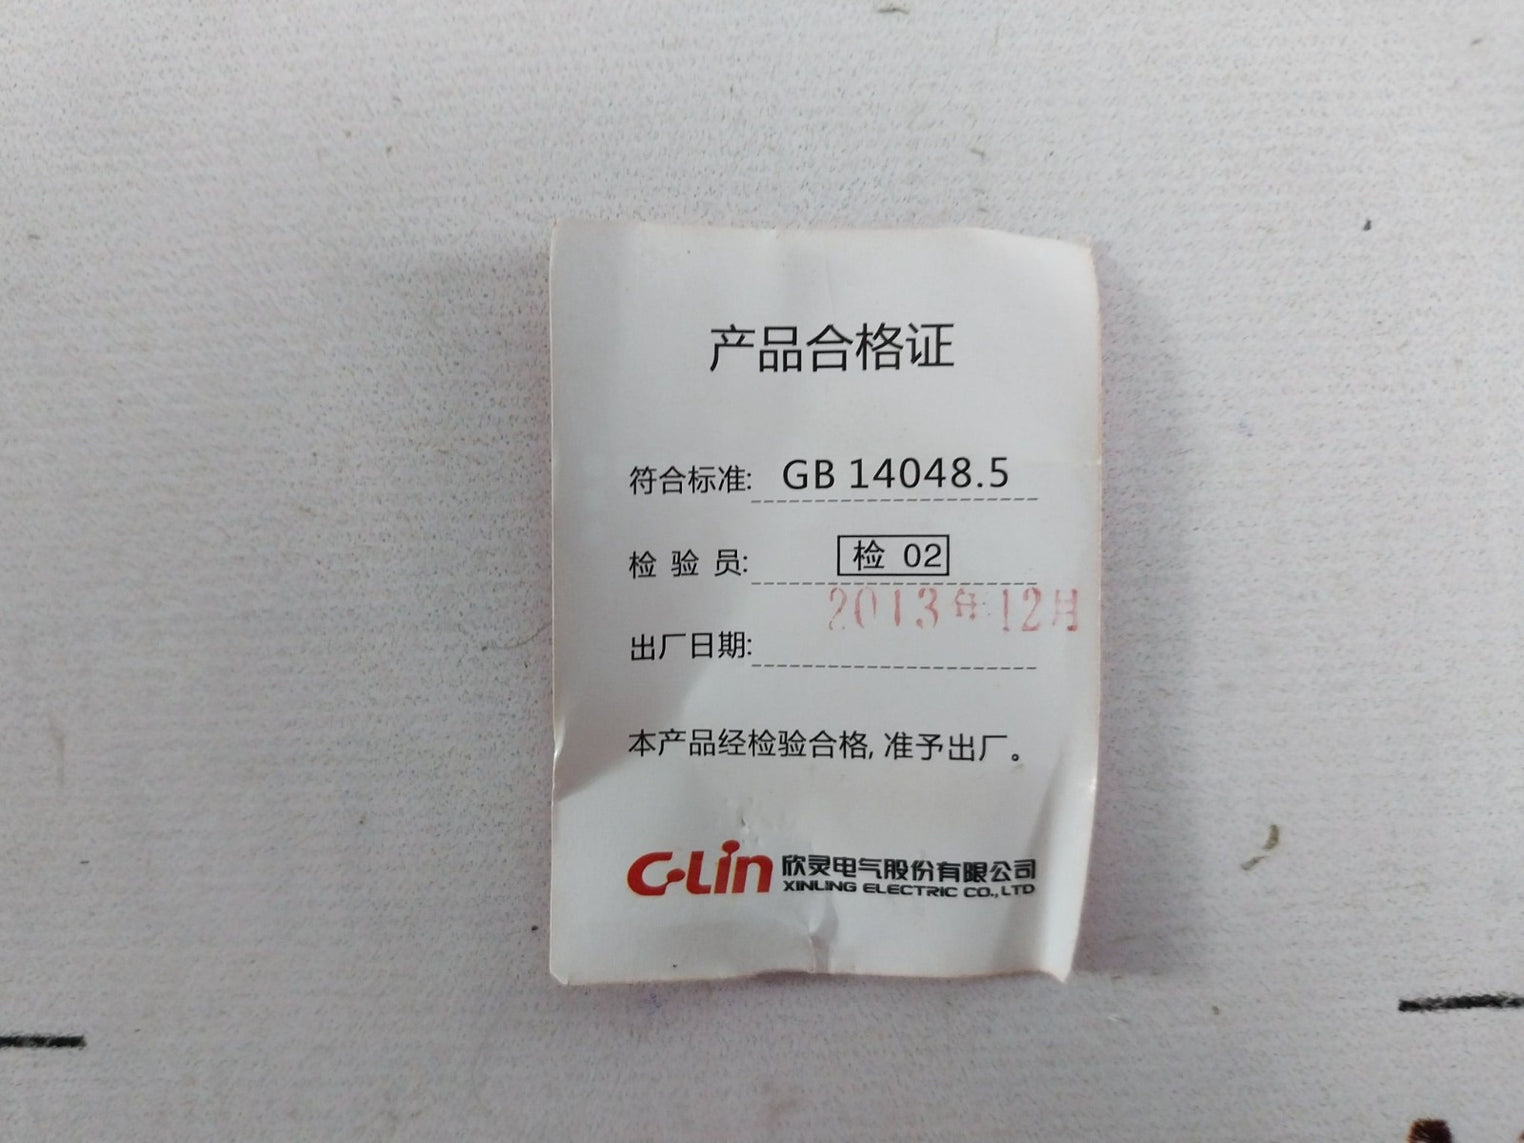 产品合格证
符合标准: GB 14048.5
检 验 员: 检 02
2013年12月
出厂日期:
本产品经检验合格, 准予出厂。
C-Lin 欣灵电气股份有限公司
XINLING ELECTRIC CO., LTD